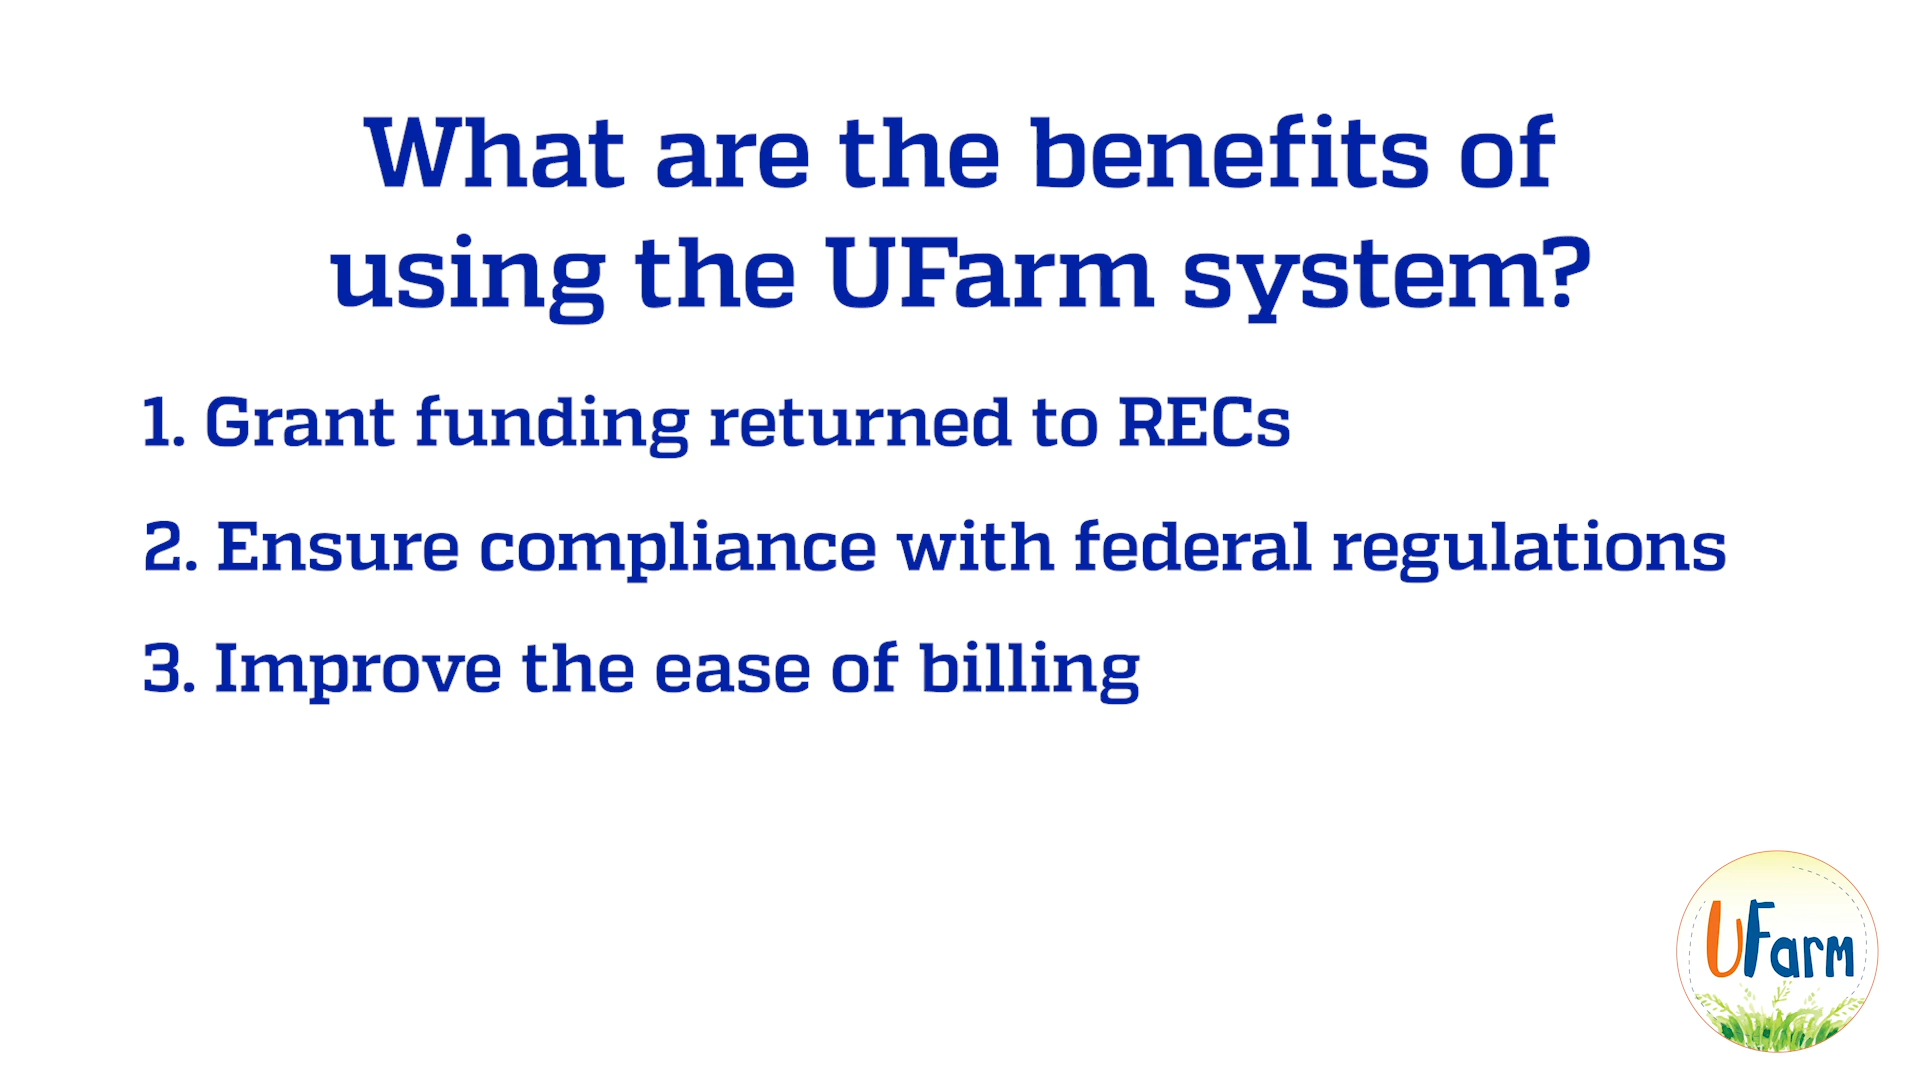 What are the benefits of
using the UFarm system?
1. Grant funding returned to RECs
2. Ensure compliance with federal regulations
3. Improve the ease of billing
UFarm